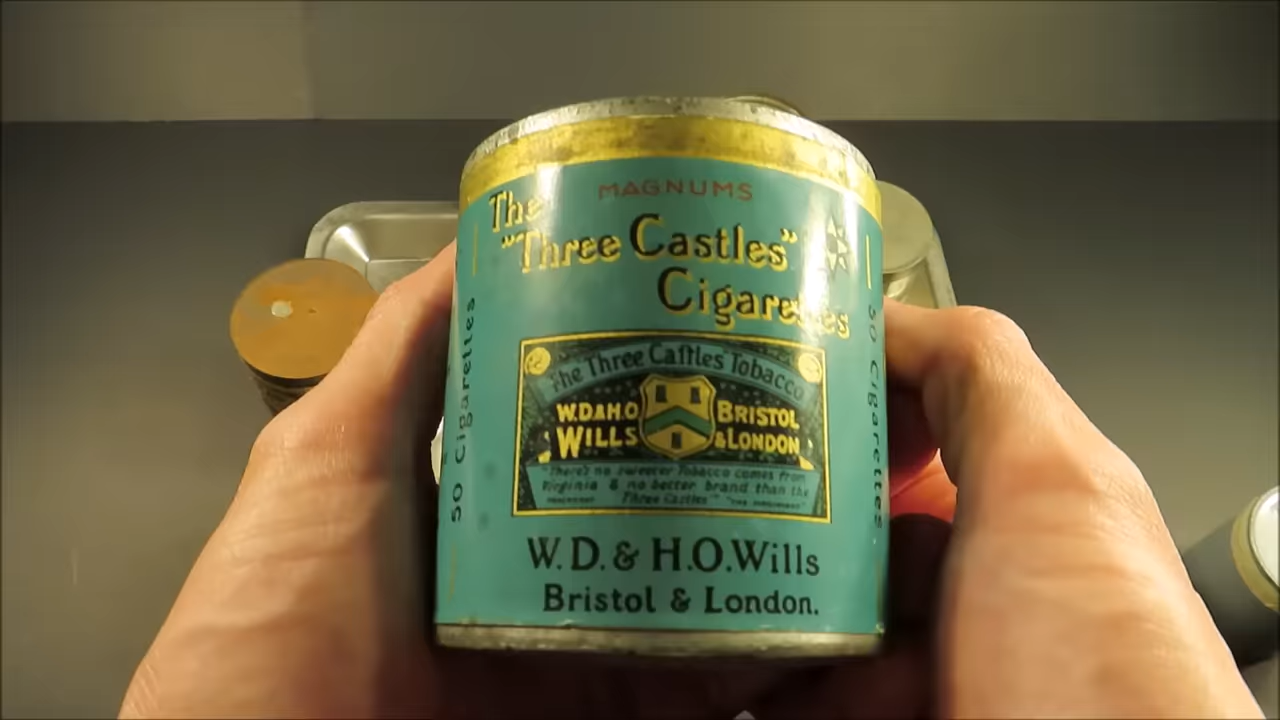 MAGNUMS
The
"Three Castles"
Cigarettes
50 Cigarettes
The Three Castles Tobacco
W.D.&H.O. BRISTOL
WILLS & LONDON
"There's no sweeter Tobacco comes from
Virginia & no better brand than the
Three Castles"
W.D. & H.O. Wills
Bristol & London.
50 Cigarettes